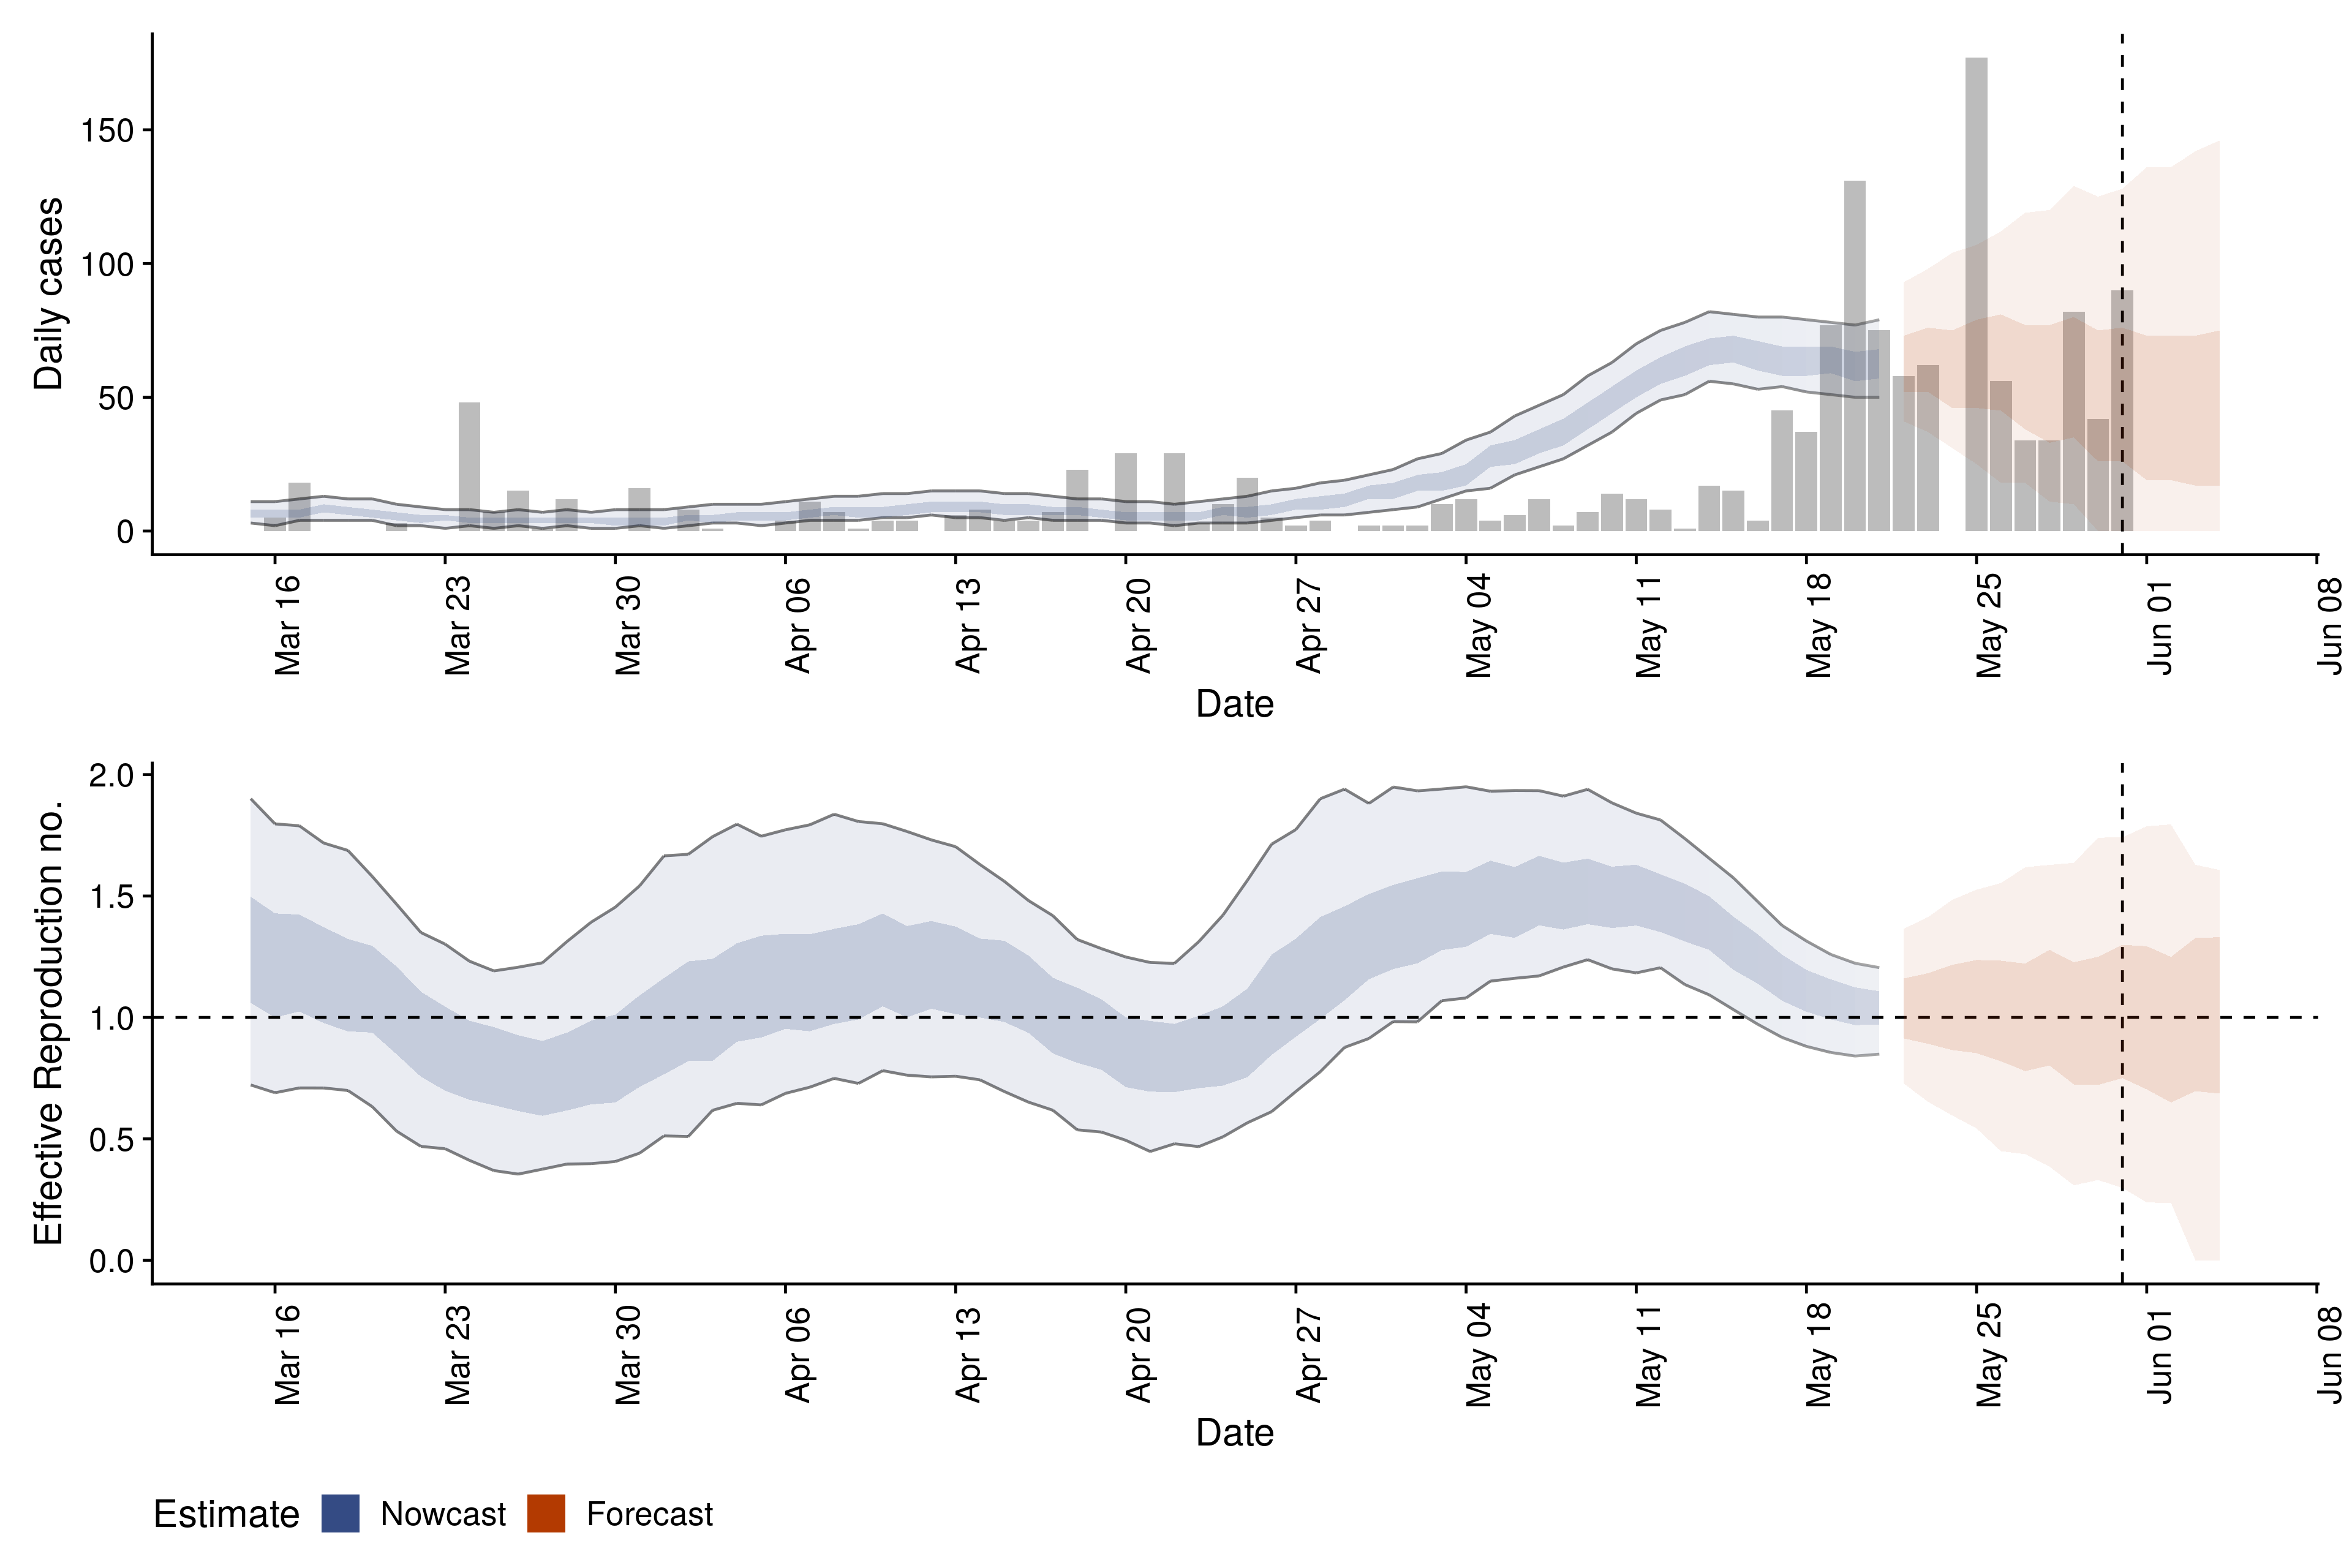 Daily cases
150
100
50
0
Mar 16
Mar 23
Mar 30
Apr 06
Apr 13
Apr 20
Apr 27
May 04
May 11
May 18
May 25
Jun 01
Jun 08
Date
Effective Reproduction no.
2.0
1.5
1.0
0.5
0.0
Mar 16
Mar 23
Mar 30
Apr 06
Apr 13
Apr 20
Apr 27
May 04
May 11
May 18
May 25
Jun 01
Jun 08
Date
Estimate Nowcast Forecast